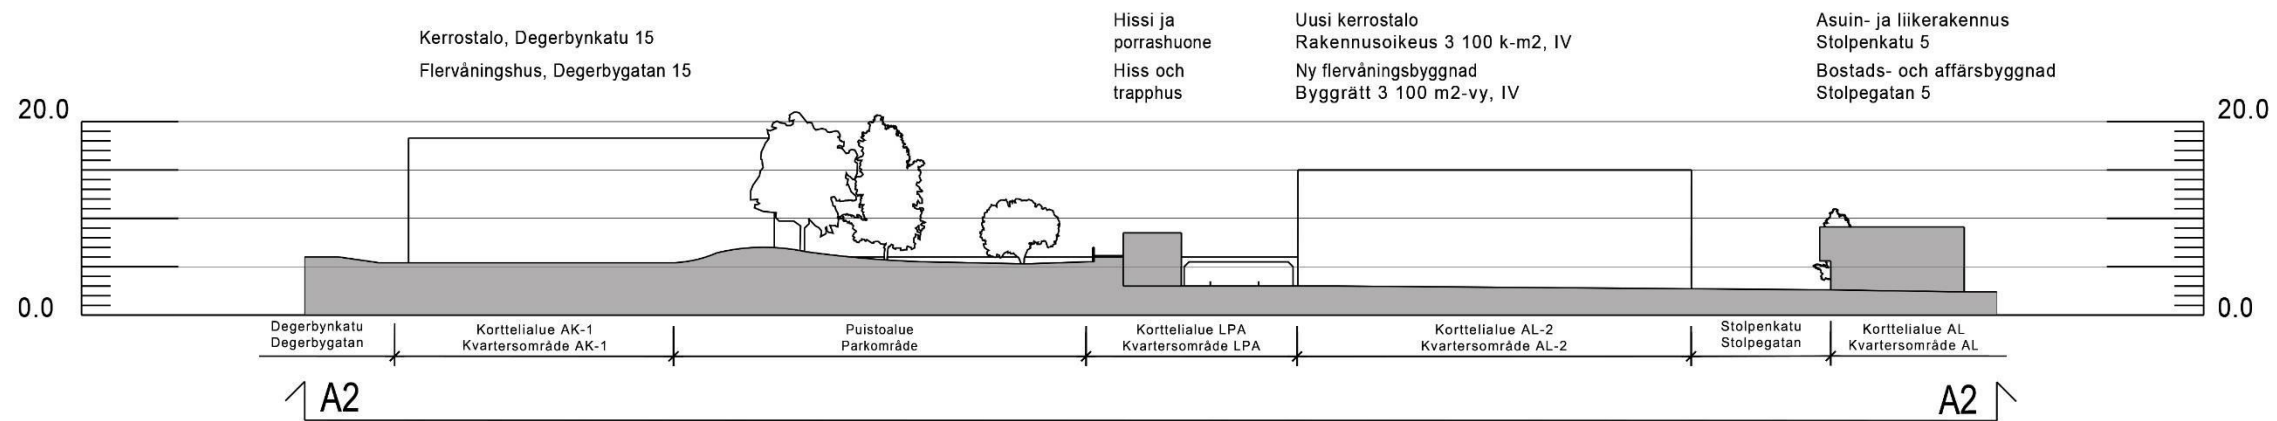 Kerrostalo, Degerbynkatu 15
Flervåningshus, Degerbygatan 15
Hissi ja
porrashuone
Hiss och
trapphus
Uusi kerrostalo
Rakennusoikeus 3 100 k-m2, IV
Ny flervåningsbyggnad
Byggrätt 3 100 m2-vy, IV
Asuin- ja liikerakennus
Stolpenkatu 5
Bostads- och affärsbyggnad
Stolpegatan 5
20.0
20.0
0.0
0.0
Degerbynkatu
Degerbygatan
Korttelialue AK-1
Kvartersområde AK-1
Puistoalue
Parkområde
Korttelialue LPA
Kvartersområde LPA
Korttelialue AL-2
Kvartersområde AL-2
Stolpenkatu
Stolpegatan
Korttelialue AL
Kvartersområde AL
A2
A2